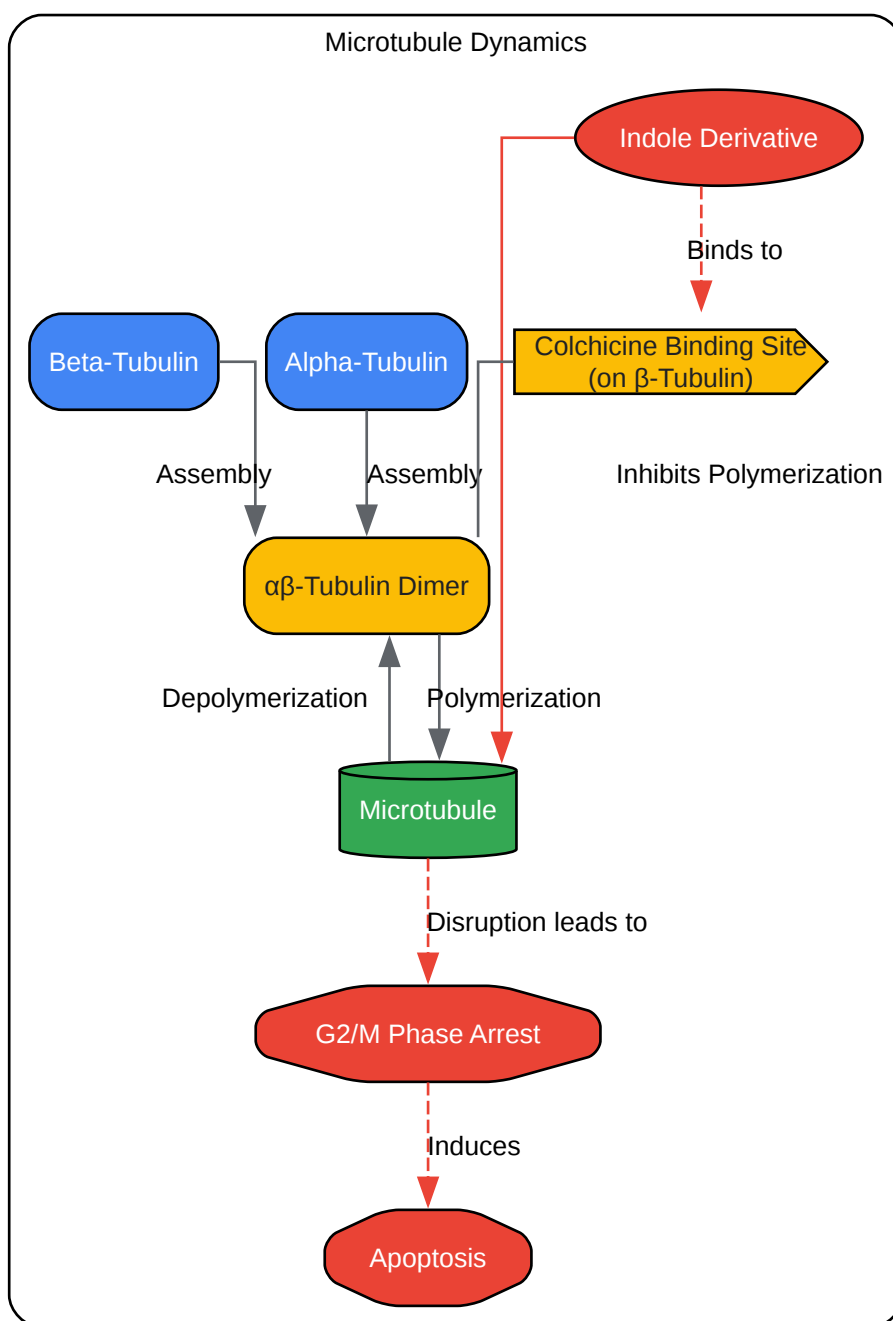 Microtubule Dynamics
Indole Derivative
Binds to
Beta-Tubulin
Alpha-Tubulin
Colchicine Binding Site
(on β-Tubulin)
Assembly
Assembly
Inhibits Polymerization
αβ-Tubulin Dimer
Depolymerization
Polymerization
Microtubule
Disruption leads to
G2/M Phase Arrest
Induces
Apoptosis